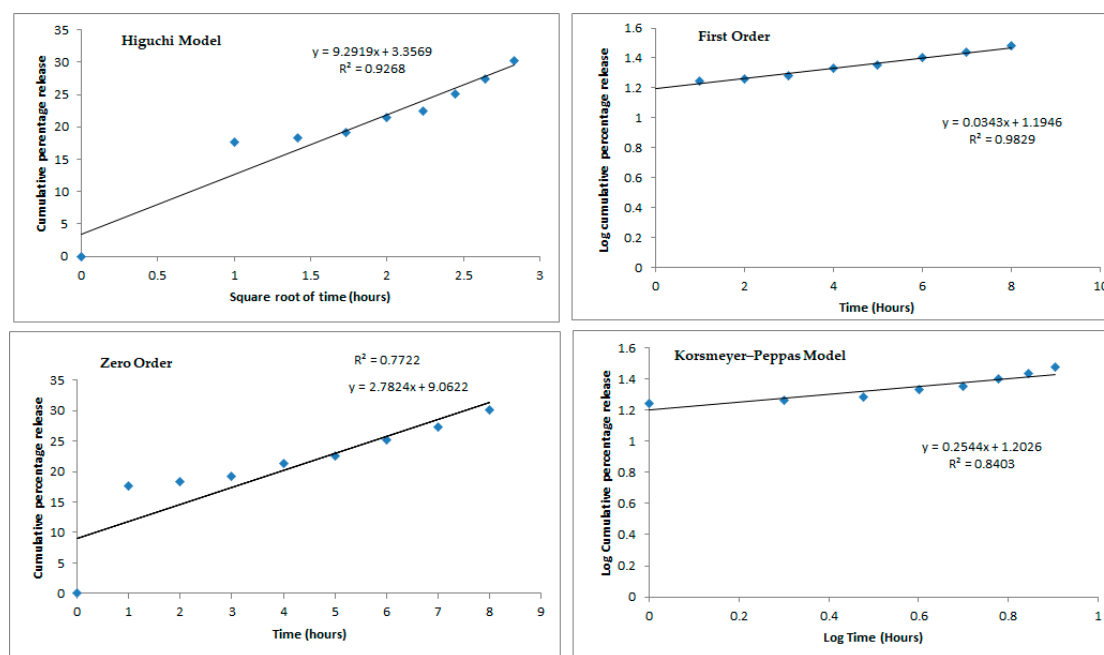 Higuchi Model
y = 9.2919x + 3.3569
R² = 0.9268
Cumulative perentage release
35
30
25
20
15
10
5
0
0 0.5 1 1.5 2 2.5 3
Square root of time (hours)
First Order
y = 0.0343x + 1.1946
R² = 0.9829
Log cumulative percentage release
1.6
1.4
1.2
1
0.8
0.6
0.4
0.2
0
0 2 4 6 8 10
Time (Hours)
Zero Order
R² = 0.7722
y = 2.7824x + 9.0622
Cumulative percentage release
35
30
25
20
15
10
5
0
0 1 2 3 4 5 6 7 8 9
Time (hours)
Korsmeyer–Peppas Model
y = 0.2544x + 1.2026
R² = 0.8403
Log Cumulative percentage release
1.6
1.4
1.2
1
0.8
0.6
0.4
0.2
0
0 0.2 0.4 0.6 0.8 1
Log Time (Hours)